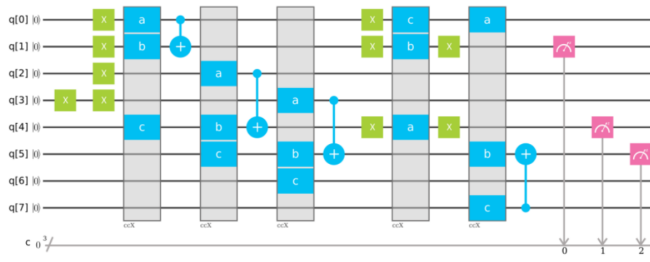 q[0] |0⟩ X a X c a
q[1] |0⟩ X b + X b X
q[2] |0⟩ X a
q[3] |0⟩ X X a
q[4] |0⟩ c b + X a X
q[5] |0⟩ c b + b +
q[6] |0⟩ c
q[7] |0⟩ c
ccX ccX ccX ccX ccX
c 0 3 0 1 2